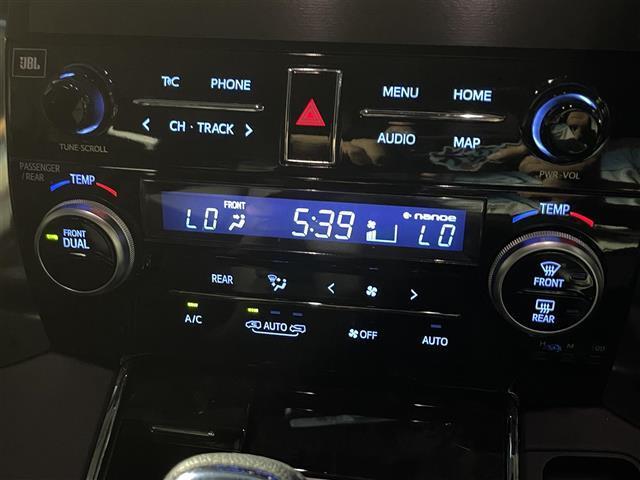 JBL
T&C PHONE
MENU HOME
CH · TRACK
AUDIO MAP
TUNE·SCROLL
PWR·VOL
PASSENGER
/ REAR
TEMP
TEMP
FRONT
DUAL
FRONT
LO 5:39 nanoe LO
FRONT
REAR
REAR
A/C AUTO OFF AUTO